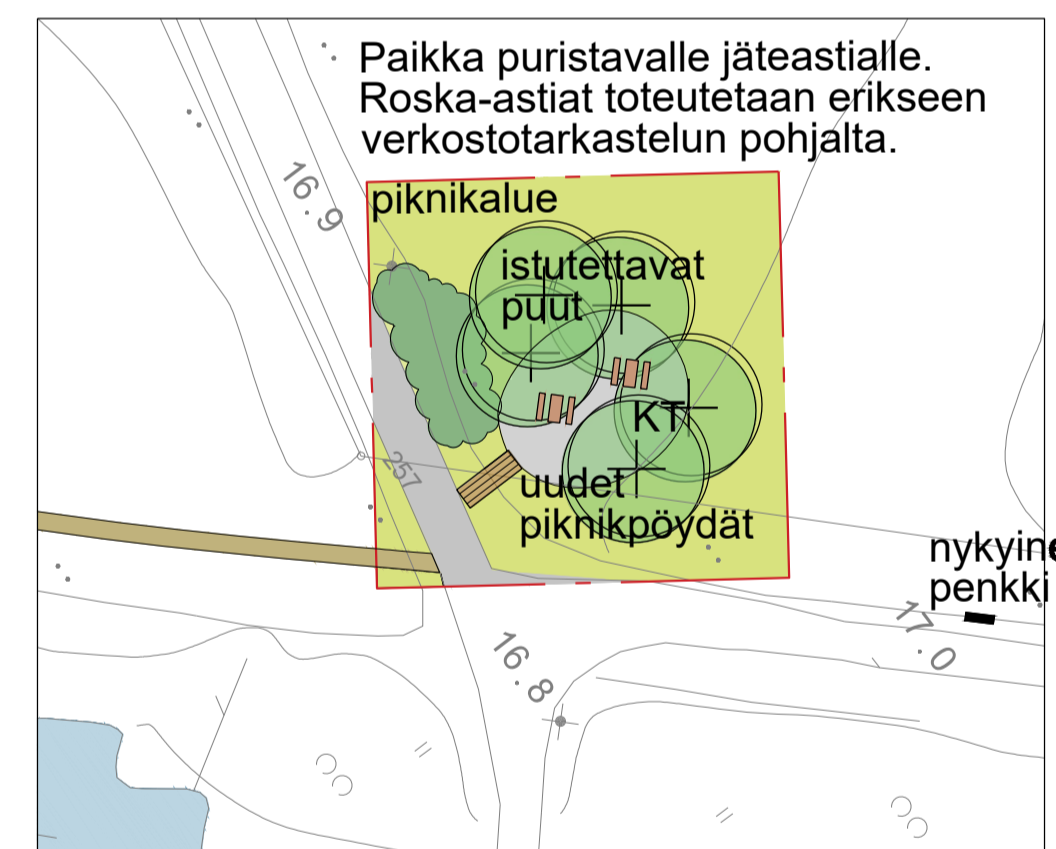 Paikka puristavalle jäteastialle.
Roska-astiat toteutetaan erikseen
verkostotarkastelun pohjalta.
16.9
piknikalue
istutettavat
puut
KT
257
uudet
piknikpöydät
nykyine
penkki
17.0
16.8